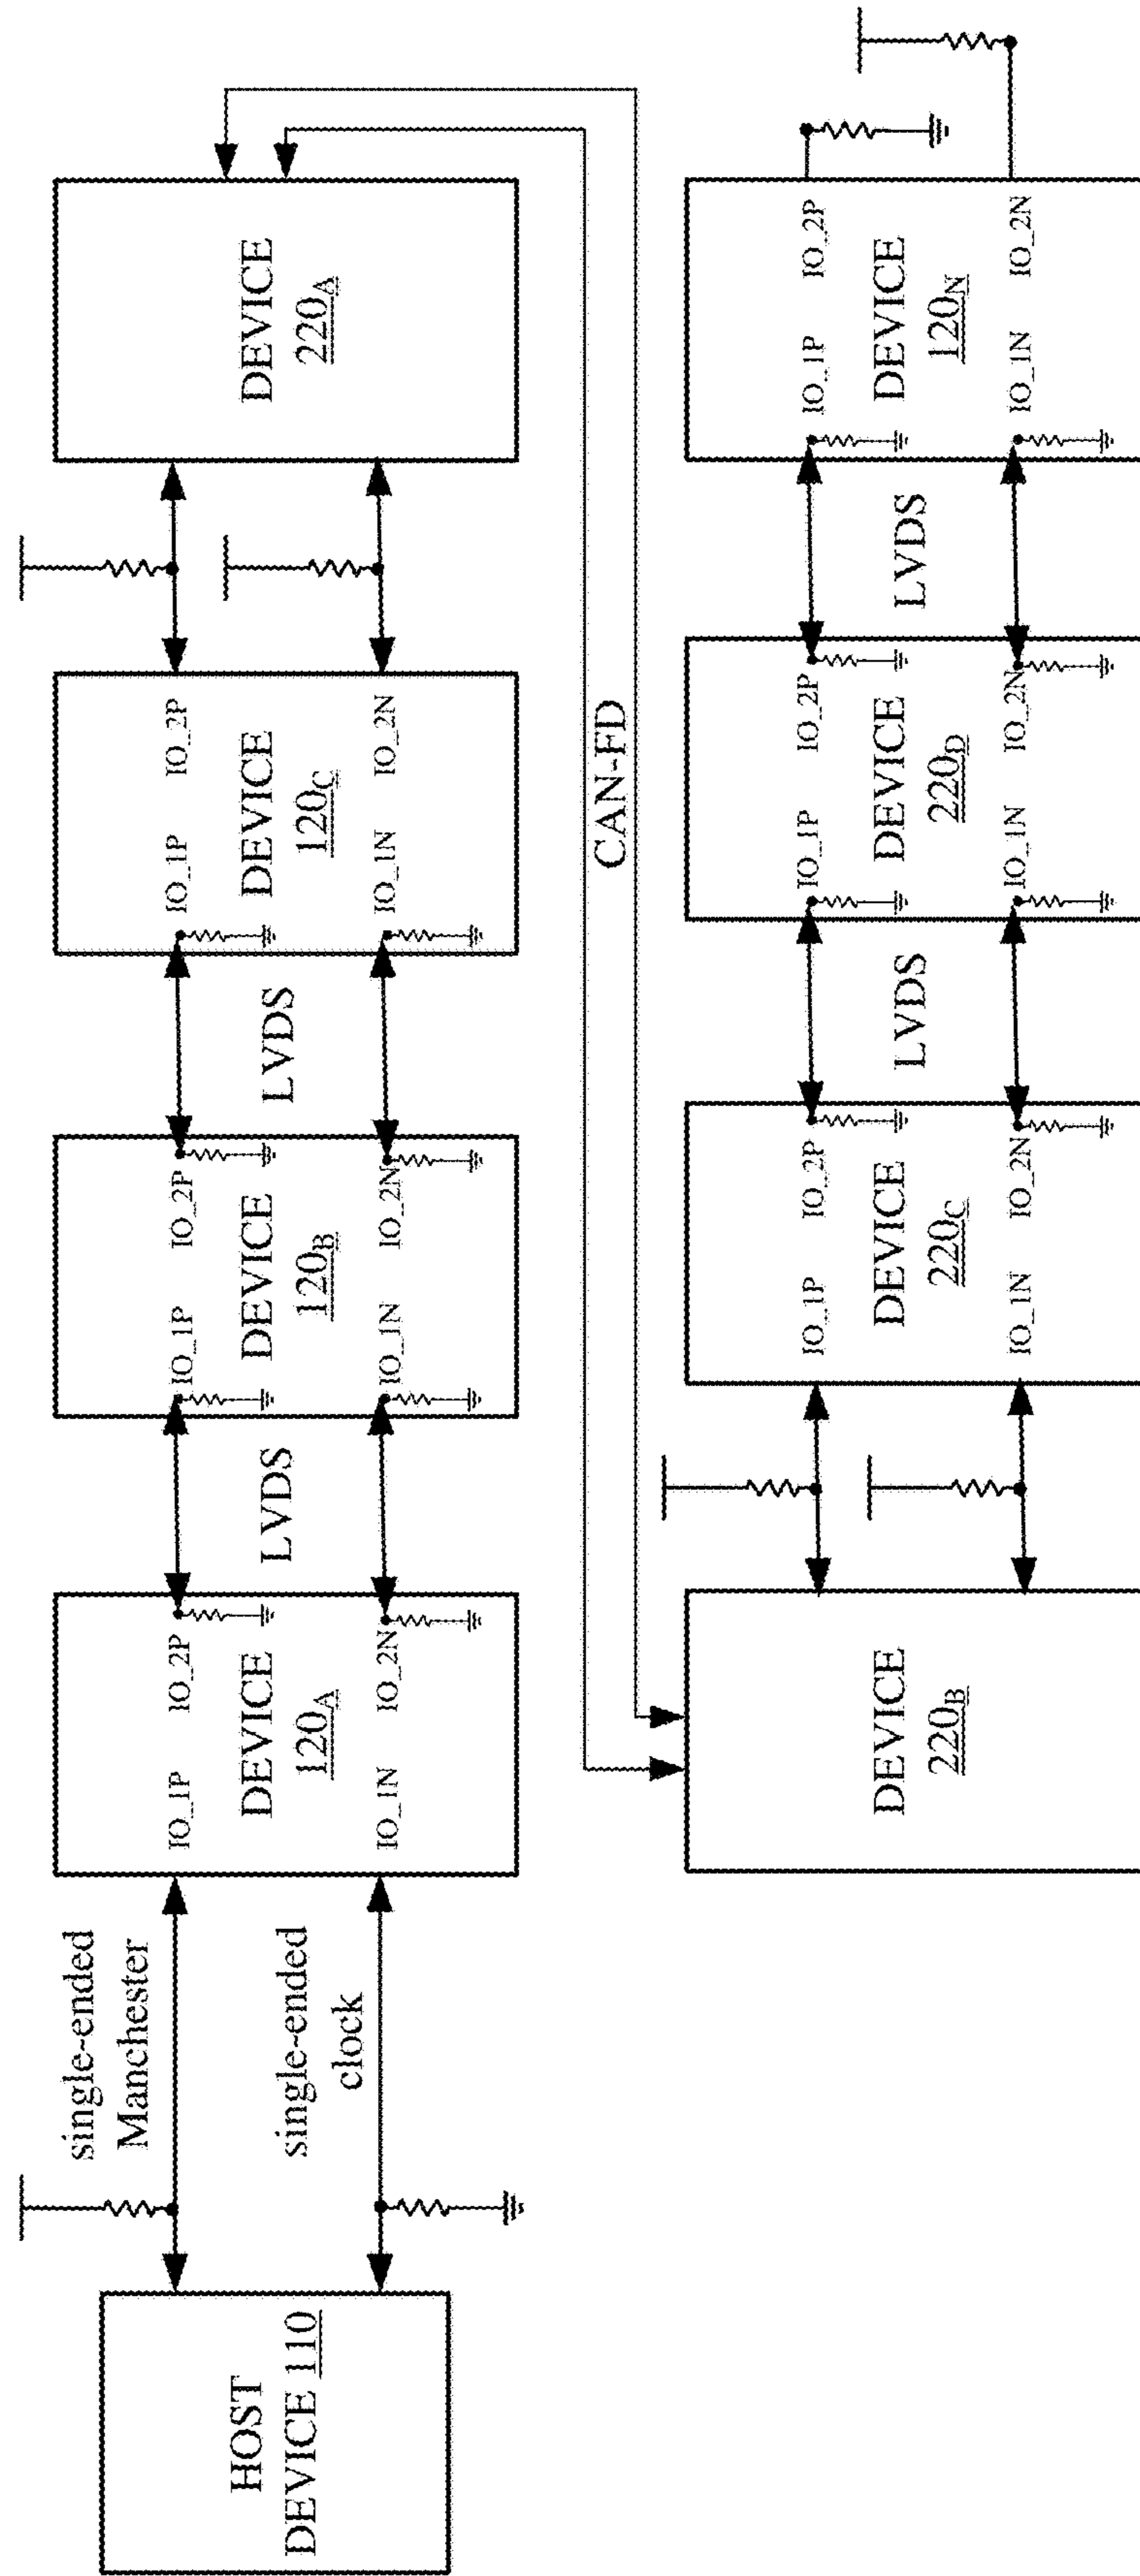 HOST
DEVICE 110
single-ended
Manchester
single-ended
clock
IO_1P IO_2P
DEVICE
120A
IO_1N IO_2N
LVDS
IO_1P IO_2P
DEVICE
120B
IO_1N IO_2N
LVDS
IO_1P IO_2P
DEVICE
120C
IO_1N IO_2N
DEVICE
220A
CAN-FD
DEVICE
220B
IO_1P IO_2P
DEVICE
220C
IO_1N IO_2N
LVDS
IO_1P IO_2P
DEVICE
220D
IO_1N IO_2N
LVDS
IO_1P IO_2P
DEVICE
120N
IO_1N IO_2N